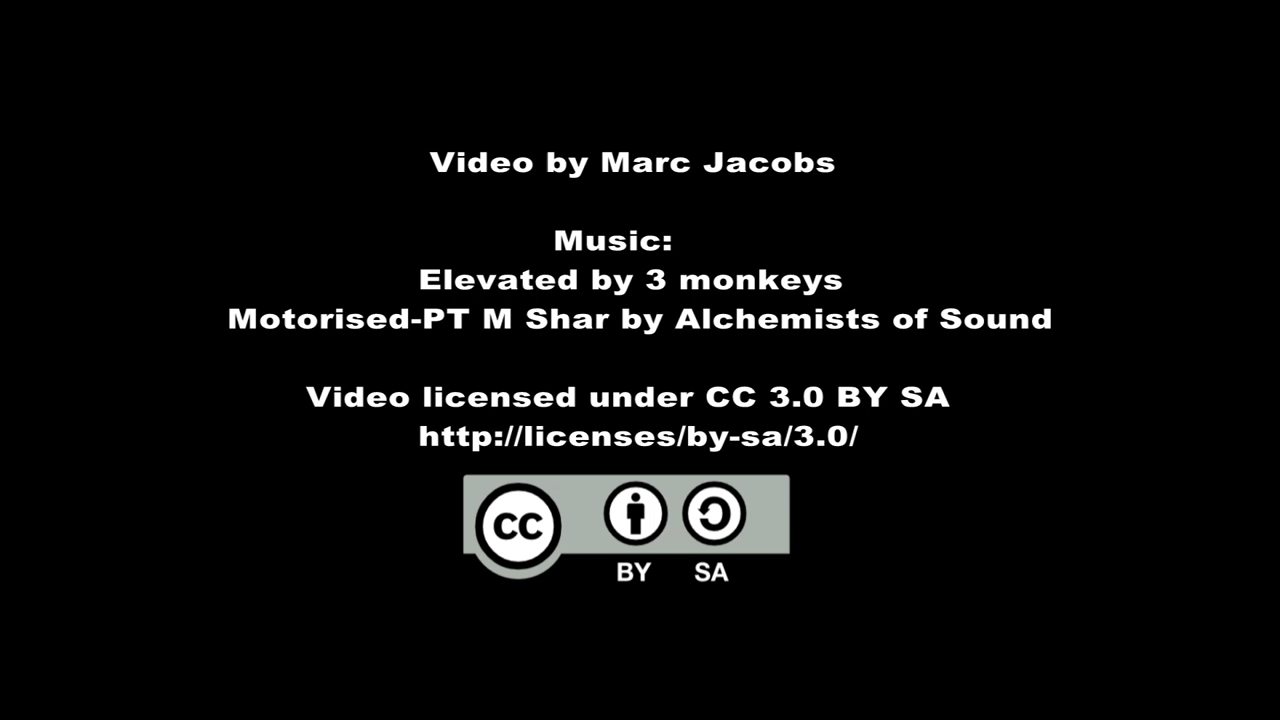 Video by Marc Jacobs
Music:
Elevated by 3 monkeys
Motorised-PT M Shar by Alchemists of Sound
Video licensed under CC 3.0 BY SA
http://licenses/by-sa/3.0/
CC
BY SA